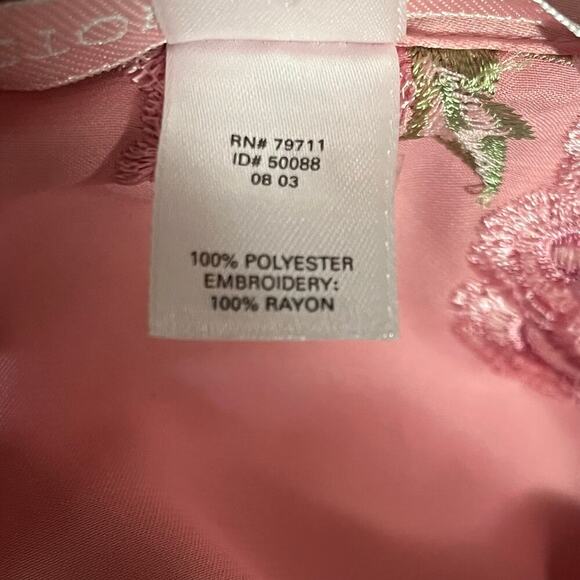 RN# 79711
ID# 50088
08 03
100% POLYESTER
EMBROIDERY:
100% RAYON